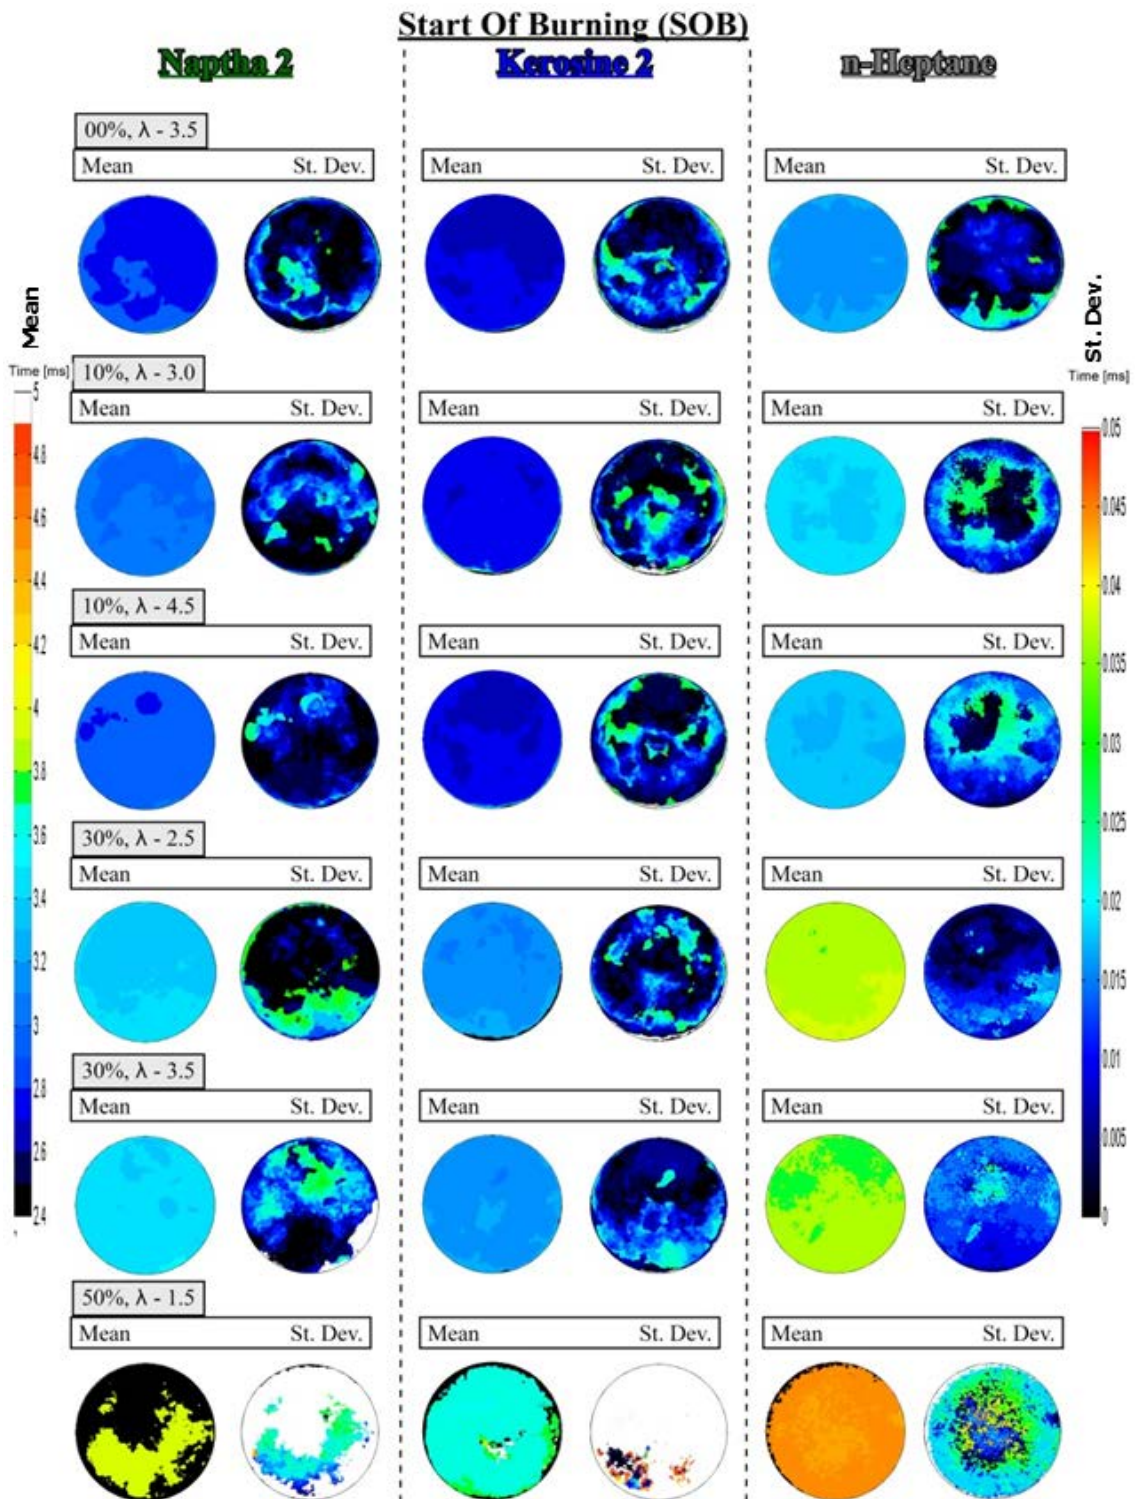 Start Of Burning (SOB)
Naptha 2 Kerosine 2 n-Heptane
00%, λ - 3.5
Mean St. Dev. Mean St. Dev. Mean St. Dev.
Mean
St. Dev.
Time [ms] 10%, λ - 3.0 Time [ms]
Mean St. Dev. Mean St. Dev. Mean St. Dev.
10%, λ - 4.5
Mean St. Dev. Mean St. Dev. Mean St. Dev.
30%, λ - 2.5
Mean St. Dev. Mean St. Dev. Mean St. Dev.
30%, λ - 3.5
Mean St. Dev. Mean St. Dev. Mean St. Dev.
50%, λ - 1.5
Mean St. Dev. Mean St. Dev. Mean St. Dev.
5
4.8
4.6
4.4
4.2
4
3.8
3.6
3.4
3.2
3
2.8
2.6
2.4
0.05
0.045
0.04
0.035
0.03
0.025
0.02
0.015
0.01
0.005
0